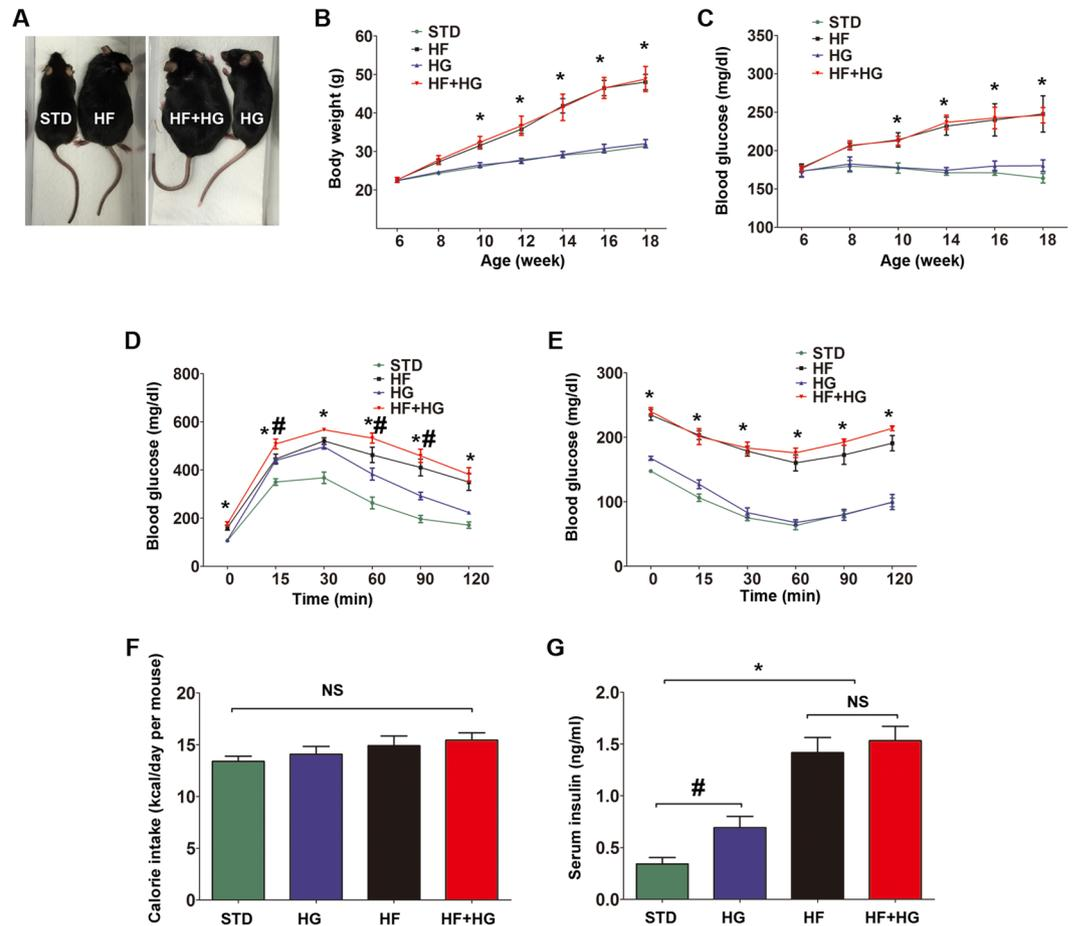 A
STD
HF
HF+HG
HG
B
STD
HF
HG
HF+HG
Body weight (g)
60
50
40
30
20
*
*
*
*
*
6 8 10 12 14 16 18
Age (week)
C
STD
HF
HG
HF+HG
Blood glucose (mg/dl)
350
300
250
200
150
100
*
*
*
*
6 8 10 14 16 18
Age (week)
D
STD
HF
HG
HF+HG
Blood glucose (mg/dl)
800
600
400
200
0
*
*#
*
*#
*#
*
0 15 30 60 90 120
Time (min)
E
STD
HF
HG
HF+HG
Blood glucose (mg/dl)
300
200
100
0
*
*
*
*
*
*
0 15 30 60 90 120
Time (min)
F
Calorie intake (kcal/day per mouse)
20
15
10
5
0
NS
STD HG HF HF+HG
G
Serum insulin (ng/ml)
2.0
1.5
1.0
0.5
0.0
*
NS
#
STD HG HF HF+HG